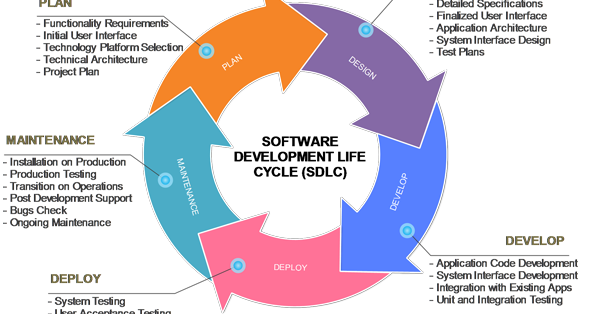 PLAN
- Functionality Requirements
- Initial User Interface
- Technology Platform Selection
- Technical Architecture
- Project Plan
- Detailed Specifications
- Finalized User Interface
- Application Architecture
- System Interface Design
- Test Plans
PLAN
DESIGN
SOFTWARE
DEVELOPMENT LIFE
CYCLE (SDLC)
MAINTENANCE
- Installation on Production
- Production Testing
- Transition on Operations
- Post Development Support
- Bugs Check
- Ongoing Maintenance
MAINTENANCE
DEVELOP
DEVELOP
- Application Code Development
- System Interface Development
- Integration with Existing Apps
- Unit and Integration Testing
DEPLOY
DEPLOY
- System Testing
- User Acceptance Testing